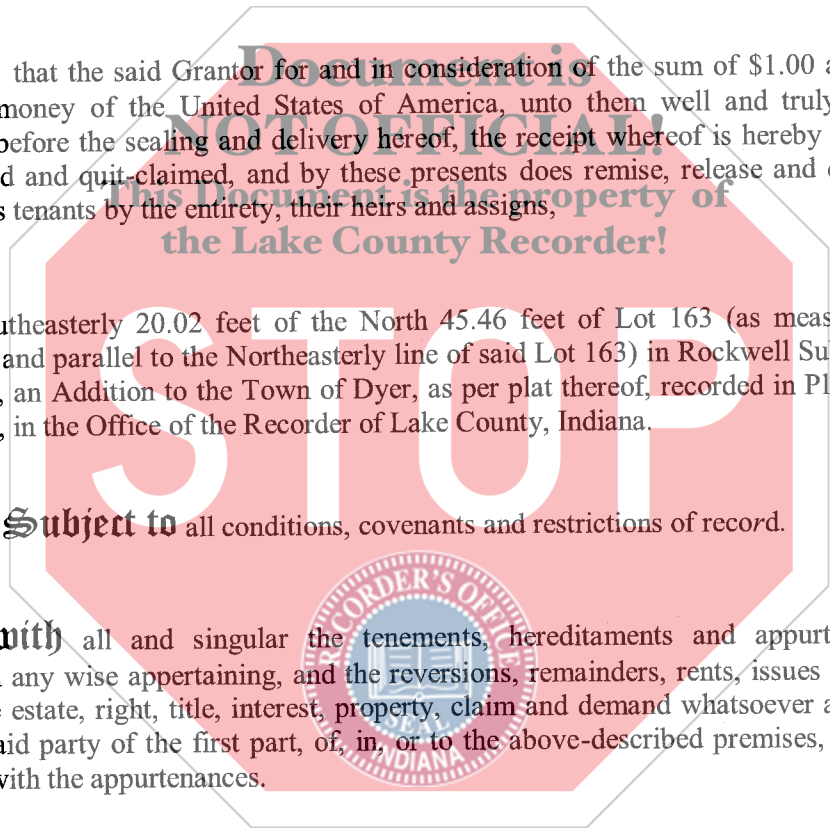 Document is
that the said Grantor for and in consideration of the sum of $1.00
money of the United States of America, unto them well and truly
NOT OFFICIAL!
before the sealing and delivery hereof, the receipt whereof is hereby
d and quit-claimed, and by these presents does remise, release and
This Document is the property of
s tenants by the entirety, their heirs and assigns,
the Lake County Recorder!
utheasterly 20.02 feet of the North 45.46 feet of Lot 163 (as meas
and parallel to the Northeasterly line of said Lot 163) in Rockwell Su
, an Addition to the Town of Dyer, as per plat thereof, recorded in Pl
, in the Office of the Recorder of Lake County, Indiana.
STOP
Subject to all conditions, covenants and restrictions of record.
RECORDER'S OFFICE
with all and singular the tenements, hereditaments and appurt
any wise appertaining, and the reversions, remainders, rents, issues
estate, right, title, interest, property, claim and demand whatsoever a
SEAL
aid party of the first part, of, in, or to the above-described premises,
INDIANA
with the appurtenances.